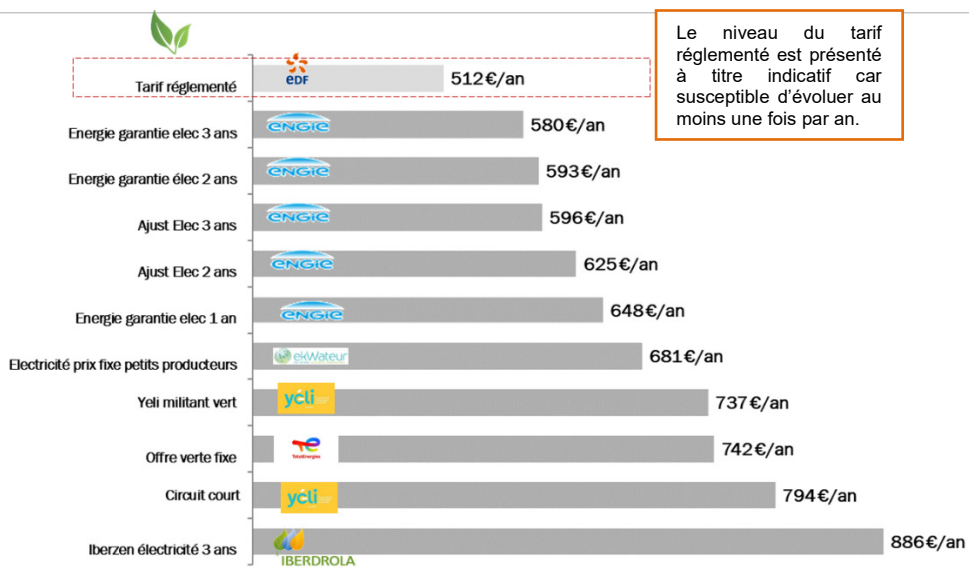 Le niveau du tarif
réglementé est présenté
à titre indicatif car
susceptible d'évoluer au
moins une fois par an.
Tarif réglementé eDF 512€/an
Energie garantie elec 3 ans ENGIE 580€/an
Energie garantie élec 2 ans ENGIE 593€/an
Ajust Elec 3 ans ENGIE 596€/an
Ajust Elec 2 ans ENGIE 625€/an
Energie garantie elec 1 an ENGIE 648€/an
Electricité prix fixe petits producteurs ekWateur 681€/an
Yeli militant vert yéli 737€/an
Offre verte fixe TotalEnergies 742€/an
Circuit court yéli 794€/an
Iberzen électricité 3 ans IBERDROLA 886€/an